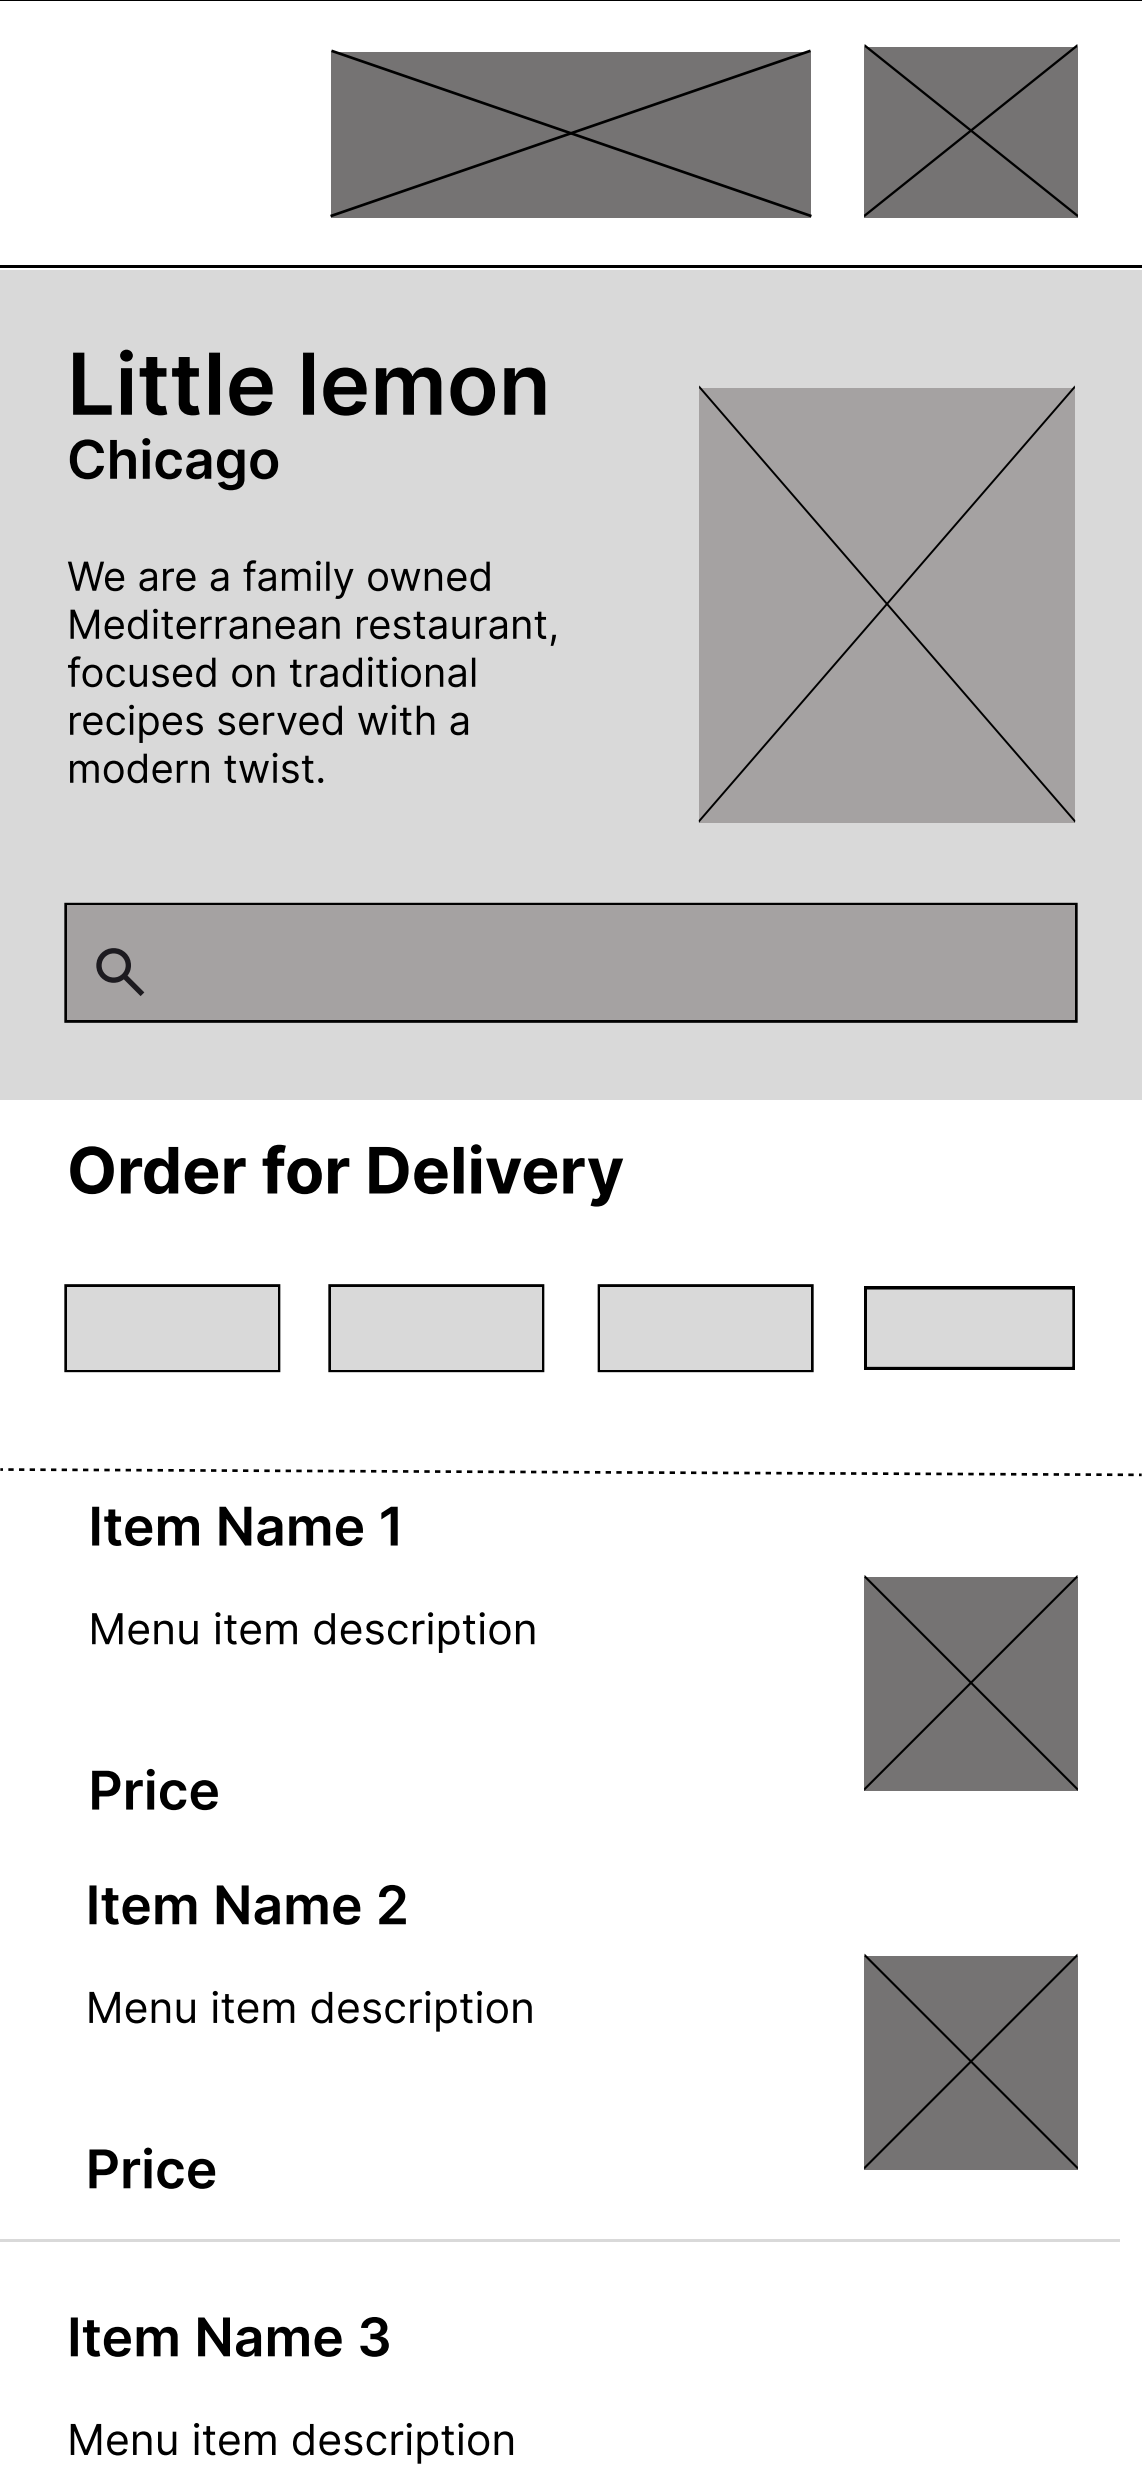 Little lemon
Chicago
We are a family owned
Mediterranean restaurant,
focused on traditional
recipes served with a
modern twist.
Order for Delivery
Item Name 1
Menu item description
Price
Item Name 2
Menu item description
Price
Item Name 3
Menu item description